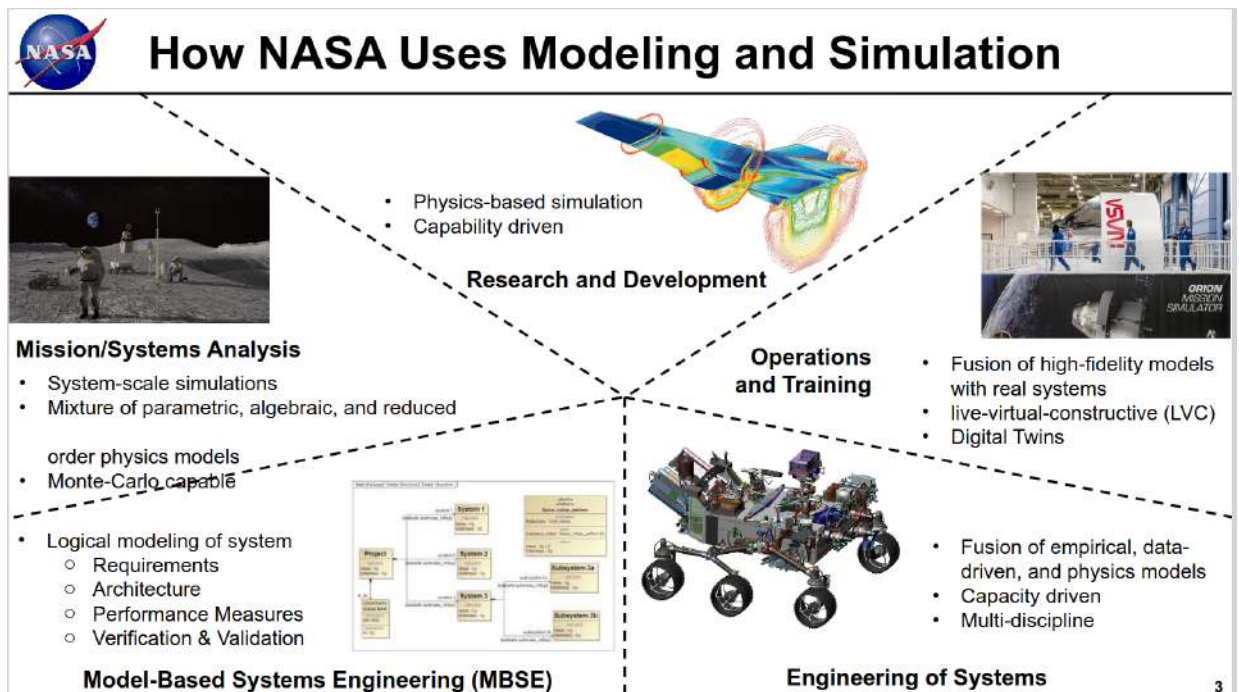 NASA
How NASA Uses Modeling and Simulation
• Physics-based simulation
• Capability driven
Research and Development
Mission/Systems Analysis
• System-scale simulations
• Mixture of parametric, algebraic, and reduced
order physics models
• Monte-Carlo capable
NASA
ORION
MISSION
SIMULATOR
Operations
and Training
• Fusion of high-fidelity models
with real systems
• live-virtual-constructive (LVC)
• Digital Twins
• Logical modeling of system
○ Requirements
○ Architecture
○ Performance Measures
○ Verification & Validation
Project
System 1
System 2
System 3
Subsystem 3a
Subsystem 3b
Model-Based Systems Engineering (MBSE)
• Fusion of empirical, data-
driven, and physics models
• Capacity driven
• Multi-discipline
Engineering of Systems
3